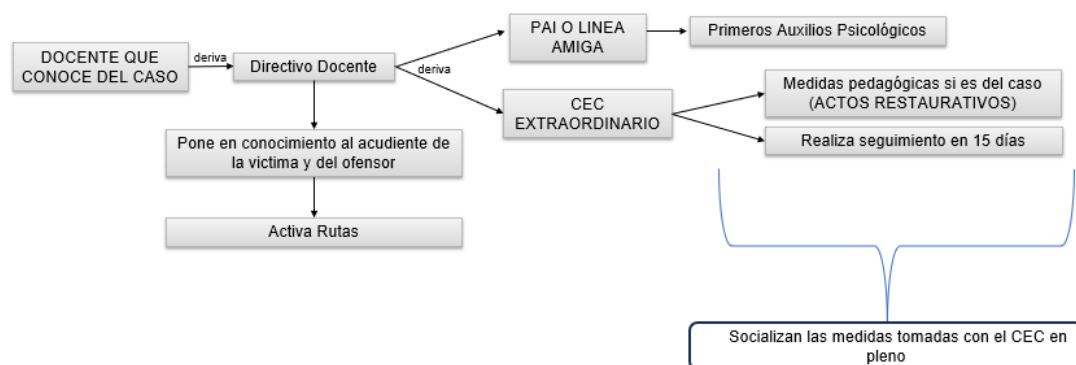 DOCENTE QUE
CONOCE DEL CASO
deriva
Directivo Docente
deriva
PAI O LINEA
AMIGA
Primeros Auxilios Psicológicos
CEC
EXTRAORDINARIO
Medidas pedagógicas si es del caso
(ACTOS RESTAURATIVOS)
Realiza seguimiento en 15 días
Pone en conocimiento al acudiente de
la victima y del ofensor
Activa Rutas
Socializan las medidas tomadas con el CEC en
pleno